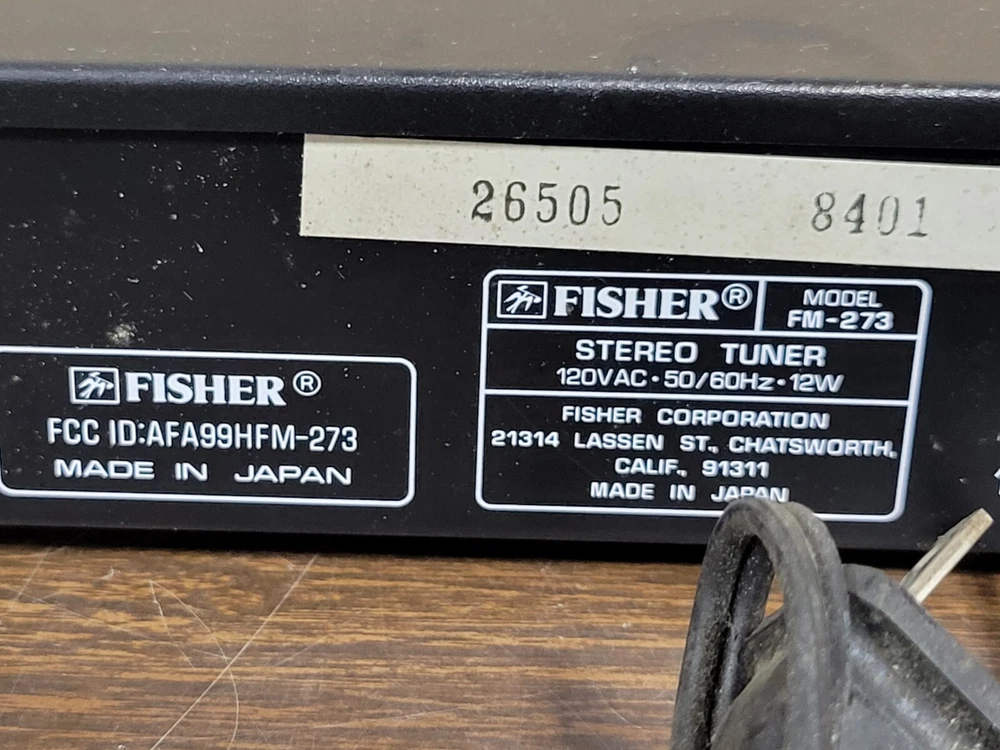 26505 8401
FISHER®
FCC ID:AFA99HFM-273
MADE IN JAPAN
FISHER®
MODEL
FM-273
STEREO TUNER
120VAC·50/60Hz·12W
FISHER CORPORATION
21314 LASSEN ST., CHATSWORTH,
CALIF., 91311
MADE IN JAPAN